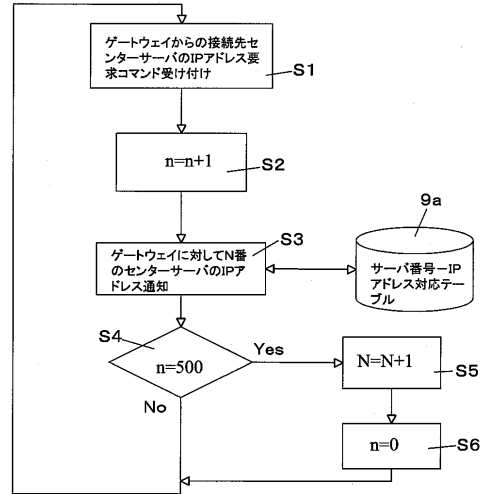 ゲートウェイからの接続先セ
ンターサーバのIPアドレス要
求コマンド受け付け
S1
n=n+1
S2
9a
S3
ゲートウェイに対してN番
のセンターサーバのIPア
ドレス通知
サーバ番号－IP
アドレス対応テー
ブル
S4
n=500
Yes
No
N=N+1
S5
n=0
S6